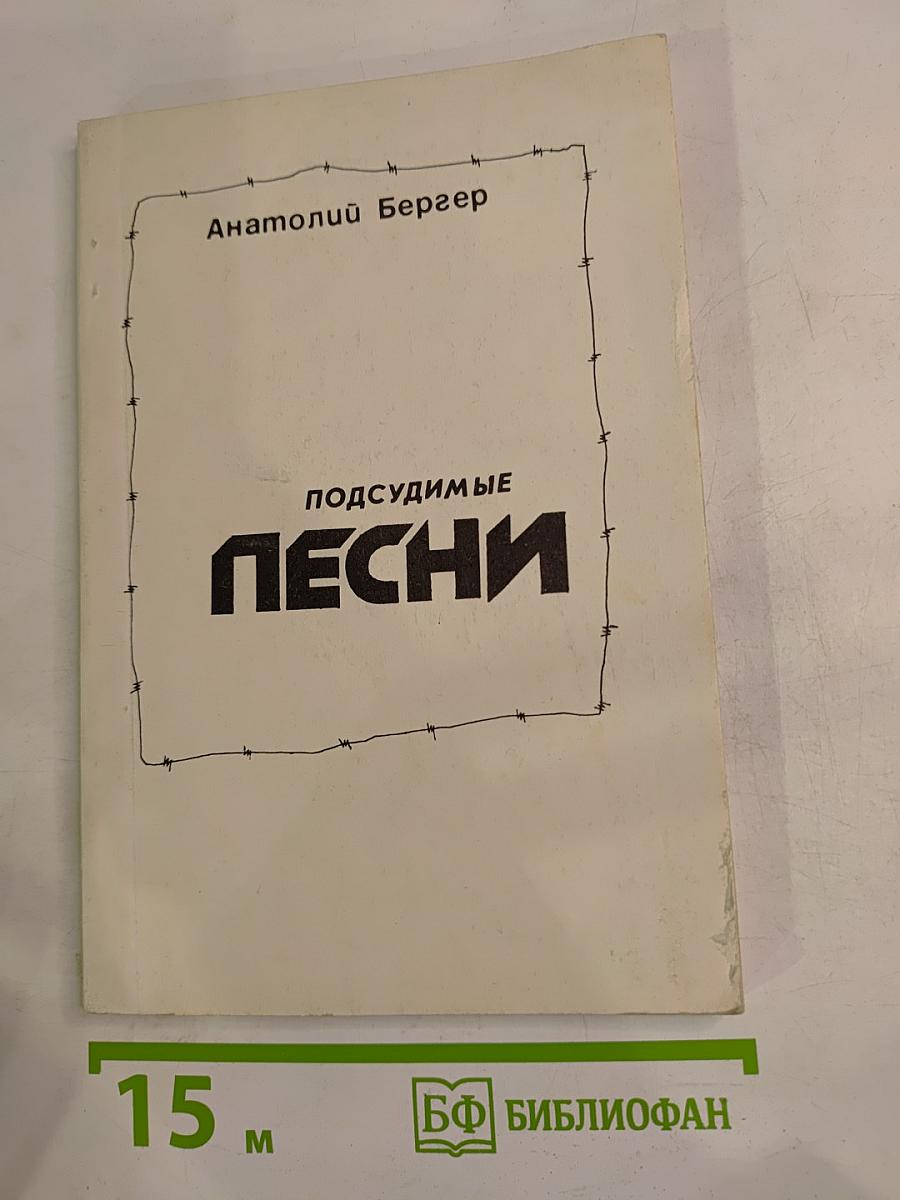 Анатолий Бергер
ПОДСУДИМЫЕ
ПЕСНИ
15 м
БФ БИБЛИОФАН